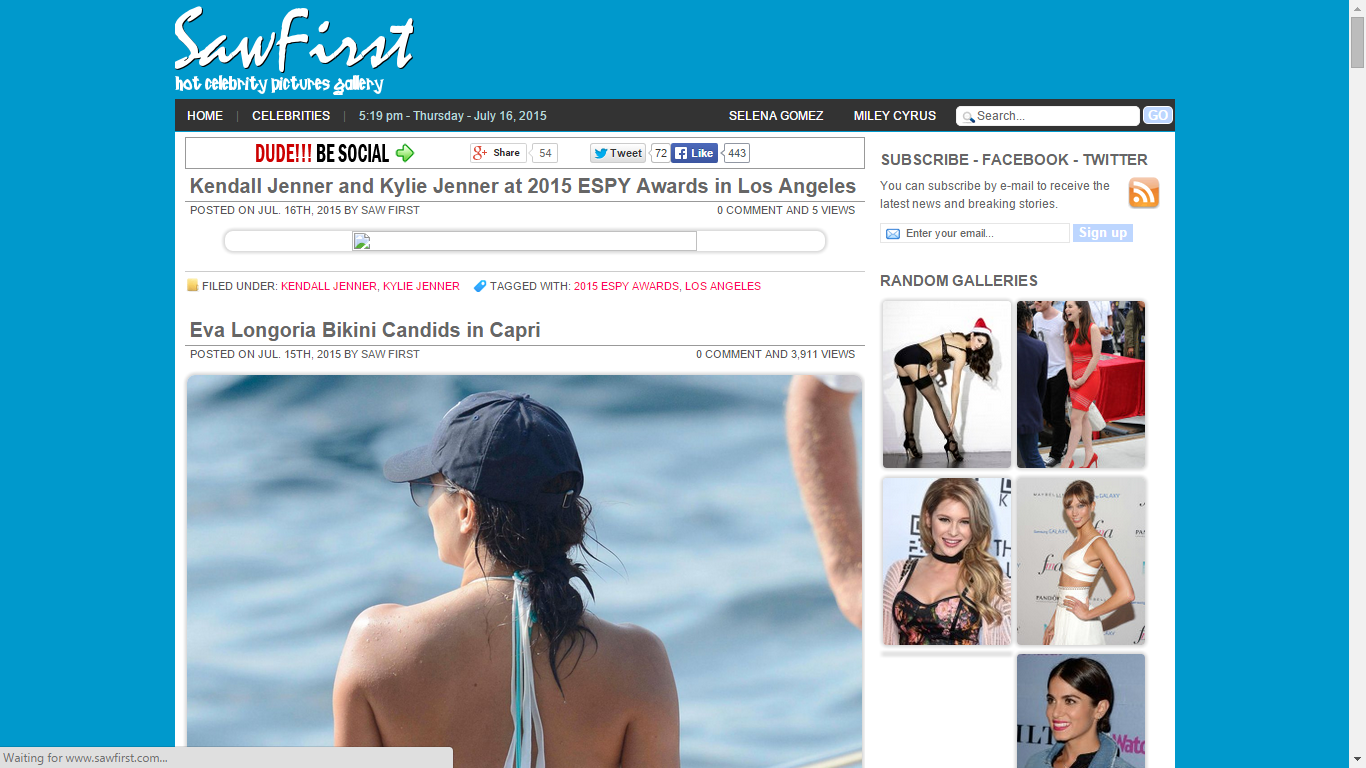 SawFirst
hot celebrity pictures gallery
HOME | CELEBRITIES | 5:19 pm - Thursday - July 16, 2015 SELENA GOMEZ MILEY CYRUS Search... GO
DUDE!!! BE SOCIAL Share 54 Tweet 72 Like 443
Kendall Jenner and Kylie Jenner at 2015 ESPY Awards in Los Angeles
POSTED ON JUL. 16TH, 2015 BY SAW FIRST 0 COMMENT AND 5 VIEWS
FILED UNDER: KENDALL JENNER, KYLIE JENNER TAGGED WITH: 2015 ESPY AWARDS, LOS ANGELES
Eva Longoria Bikini Candids in Capri
POSTED ON JUL. 15TH, 2015 BY SAW FIRST 0 COMMENT AND 3,911 VIEWS
SUBSCRIBE - FACEBOOK - TWITTER
You can subscribe by e-mail to receive the
latest news and breaking stories.
Enter your email... Sign up
RANDOM GALLERIES
Waiting for www.sawfirst.com...